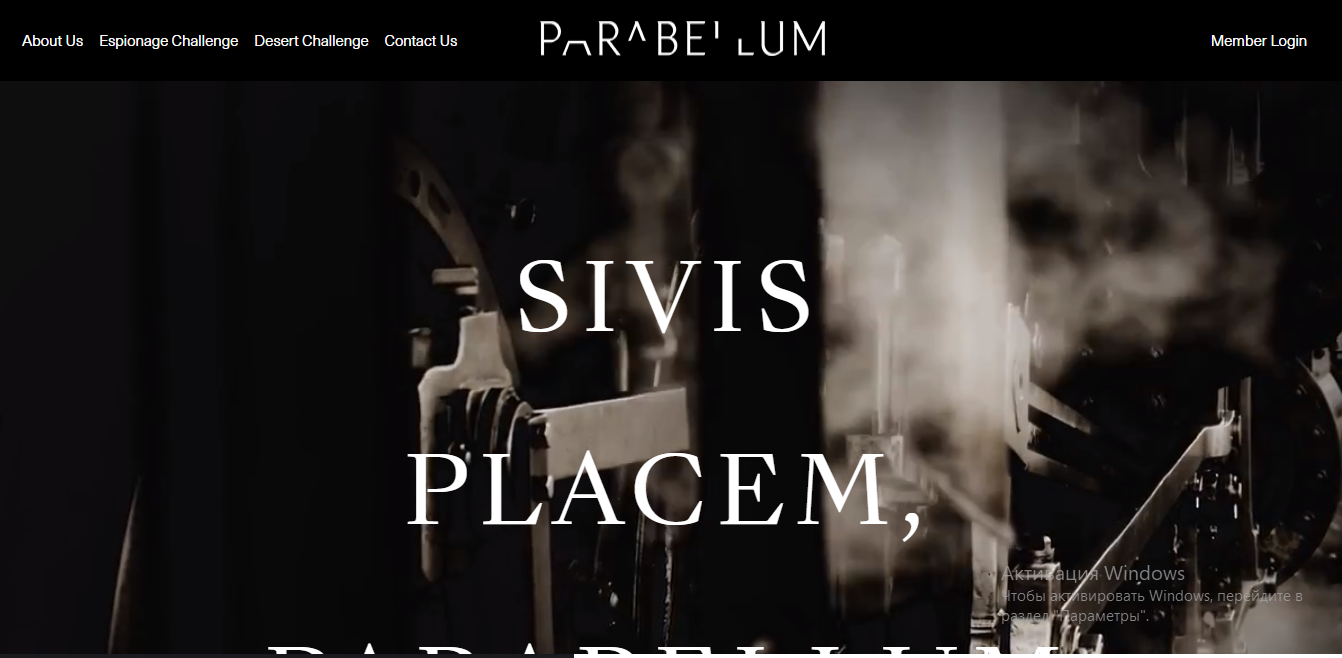 About Us Espionage Challenge Desert Challenge Contact Us PARABELLUM Member Login
SIVIS
PLACEM,
PARABELLUM
Активация Windows
Чтобы активировать Windows, перейдите в
раздел "Параметры".